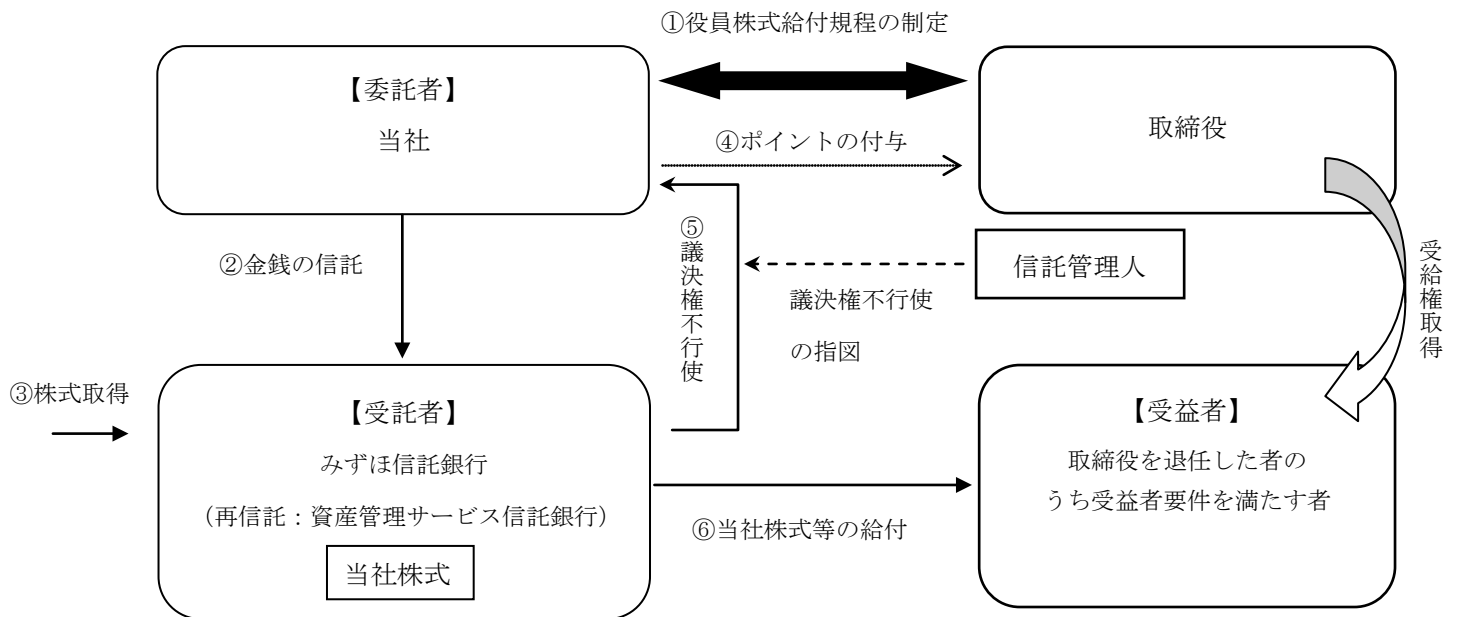 ①役員株式給付規程の制定
【委託者】
当社
取締役
④ポイントの付与
②金銭の信託
⑤議決権不行使
信託管理人
議決権不行使
の指図
受給権取得
③株式取得
【受託者】
みずほ信託銀行
（再信託：資産管理サービス信託銀行）
当社株式
【受益者】
取締役を退任した者の
うち受益者要件を満たす者
⑥当社株式等の給付